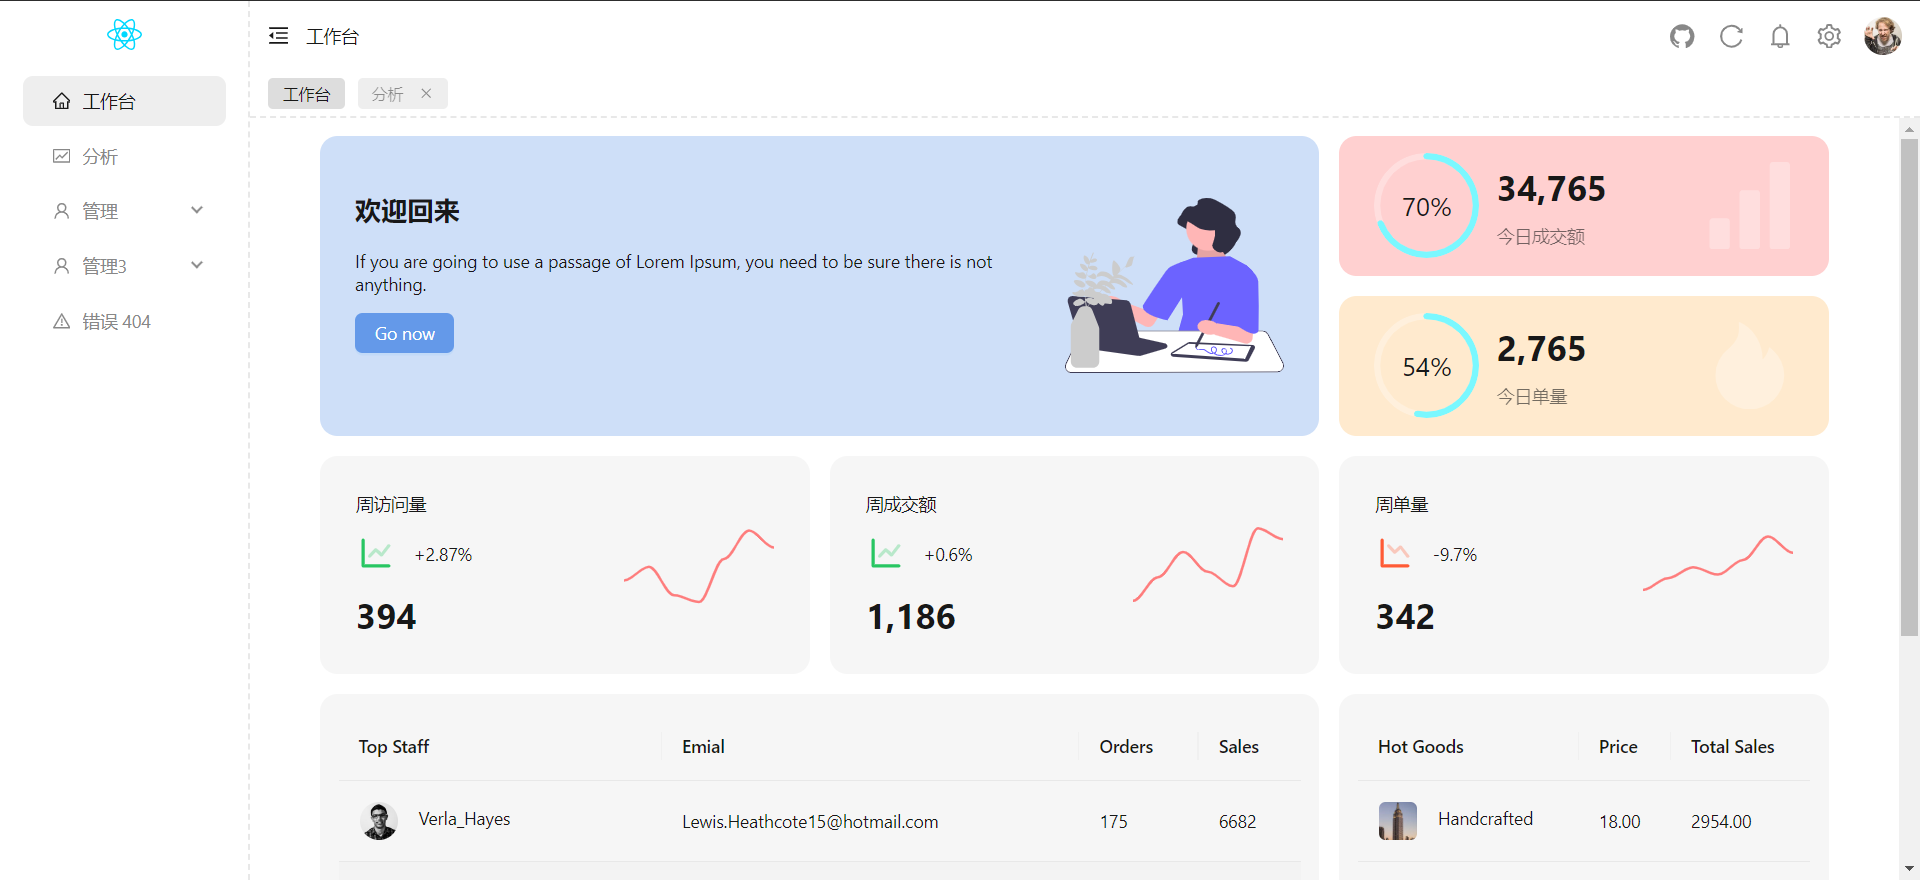 工作台
分析
管理
管理3
错误 404
工作台
工作台
分析
欢迎回来
If you are going to use a passage of Lorem Ipsum, you need to be sure there is not
anything.
Go now
70%
34,765
今日成交额
54%
2,765
今日单量
周访问量
+2.87%
394
周成交额
+0.6%
1,186
周单量
-9.7%
342
Top Staff Emial Orders Sales
Verla_Hayes Lewis.Heathcote15@hotmail.com 175 6682
Hot Goods Price Total Sales
Handcrafted 18.00 2954.00